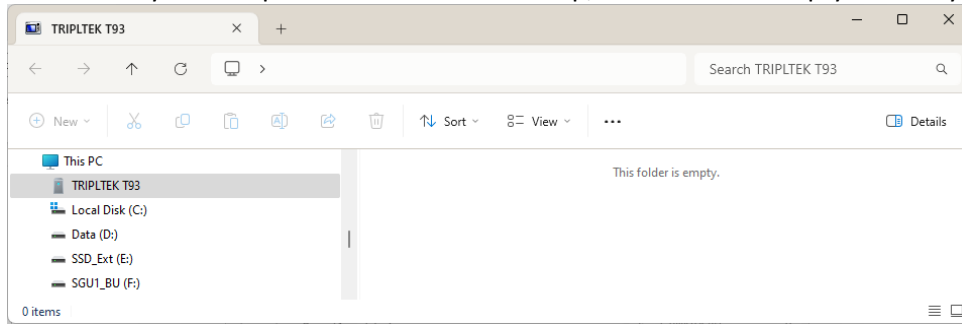 TRIPLTEK T93
Search TRIPLTEK T93
New
Sort
View
Details
This PC
TRIPLTEK T93
Local Disk (C:)
Data (D:)
SSD_Ext (E:)
SGU1_BU (F:)
This folder is empty.
0 items